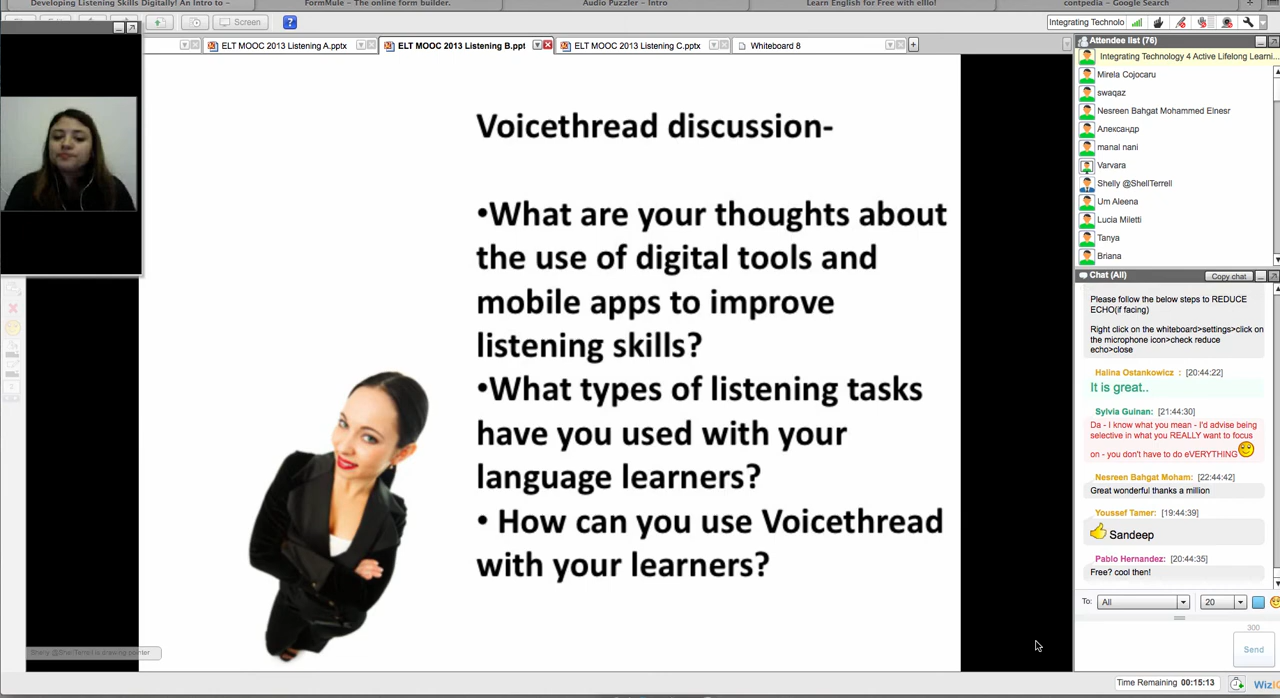 Developing Listening Skills Digitally! An Intro to -
FormMule - The online form builder.
Audio Puzzler - Intro
Learn English for Free with elllo!
contpedia - Google Search
Screen
Integrating Technolo
ELT MOOC 2013 Listening A.pptx
ELT MOOC 2013 Listening B.ppt
ELT MOOC 2013 Listening C.pptx
Whiteboard 8
Voicethread discussion-
•What are your thoughts about
the use of digital tools and
mobile apps to improve
listening skills?
•What types of listening tasks
have you used with your
language learners?
• How can you use Voicethread
with your learners?
Shelly @ShellTerrell is drawing pointer
Attendee list (76)
Integrating Technology 4 Active Lifelong Learni...
Mirela Cojocaru
swaqaz
Nesreen Bahgat Mohammed Elnesr
Александр
manal nani
Varvara
Shelly @ShellTerrell
Um Aleena
Lucia Miletti
Tanya
Briana
Chat (All)
Copy chat
Please follow the below steps to REDUCE
ECHO(if facing)
Right click on the whiteboard>settings>click on
the microphone icon>check reduce
echo>close
Halina Ostankowicz : [20:44:22]
It is great..
Sylvia Guinan: [21:44:30]
Da - I know what you mean - I'd advise being
selective in what you REALLY want to focus
on - you don't have to do eVERYTHING
Nesreen Bahgat Moham: [22:44:42]
Great wonderful thanks a million
Youssef Tamer: [19:44:39]
Sandeep
Pablo Hernandez: [20:44:35]
Free? cool then!
To: All 20
300
Send
Time Remaining 00:15:13
WizIQ